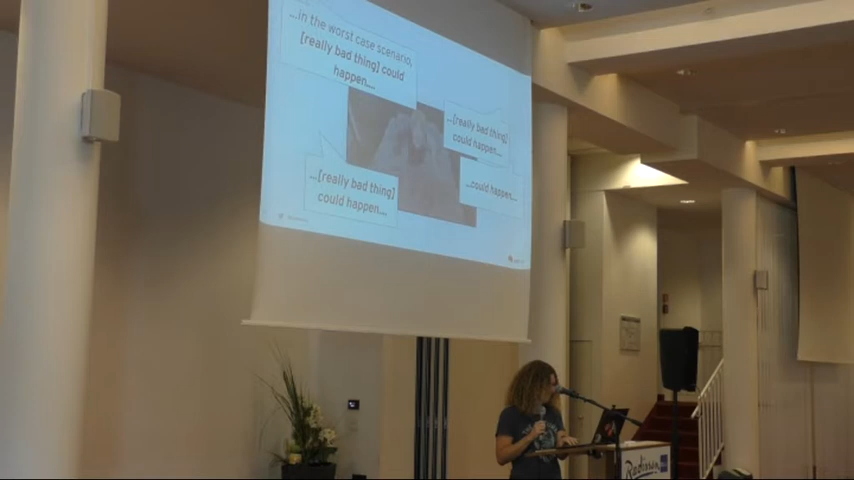 ...in the worst case scenario,
[really bad thing] could
happen....
...[really bad thing]
could happen...
...could happen...
...[really bad thing]
could happen....
Radisson